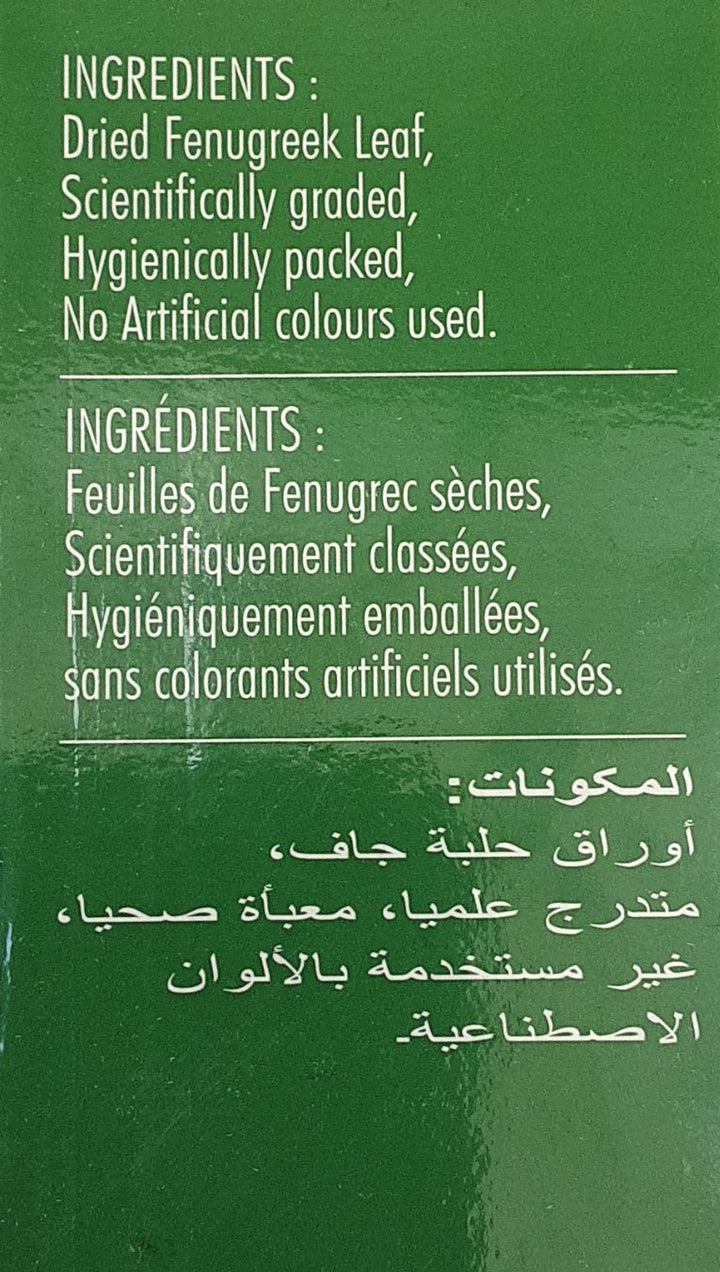 INGREDIENTS :
Dried Fenugreek Leaf,
Scientifically graded,
Hygienically packed,
No Artificial colours used.
INGRÉDIENTS :
Feuilles de Fenugrec sèches,
Scientifiquement classées,
Hygiéniquement emballées,
sans colorants artificiels utilisés.
المكونات:
أوراق حلبة جاف،
متدرج علميا، معبأة صحيا،
غير مستخدمة بالألوان
الاصطناعية.